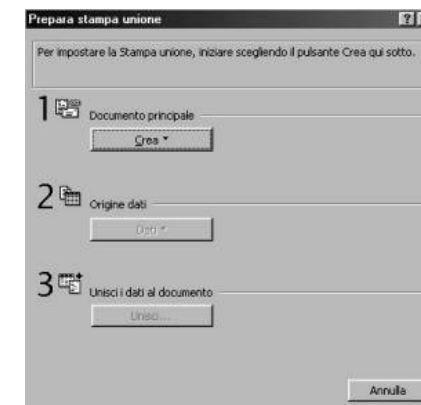 Prepara stampa unione
Per impostare la Stampa unione, iniziare scegliendo il pulsante Crea qui sotto.
1 Documento principale
Crea
2 Origine dati
Dati
3 Unisci i dati al documento
Unisci...
Annulla